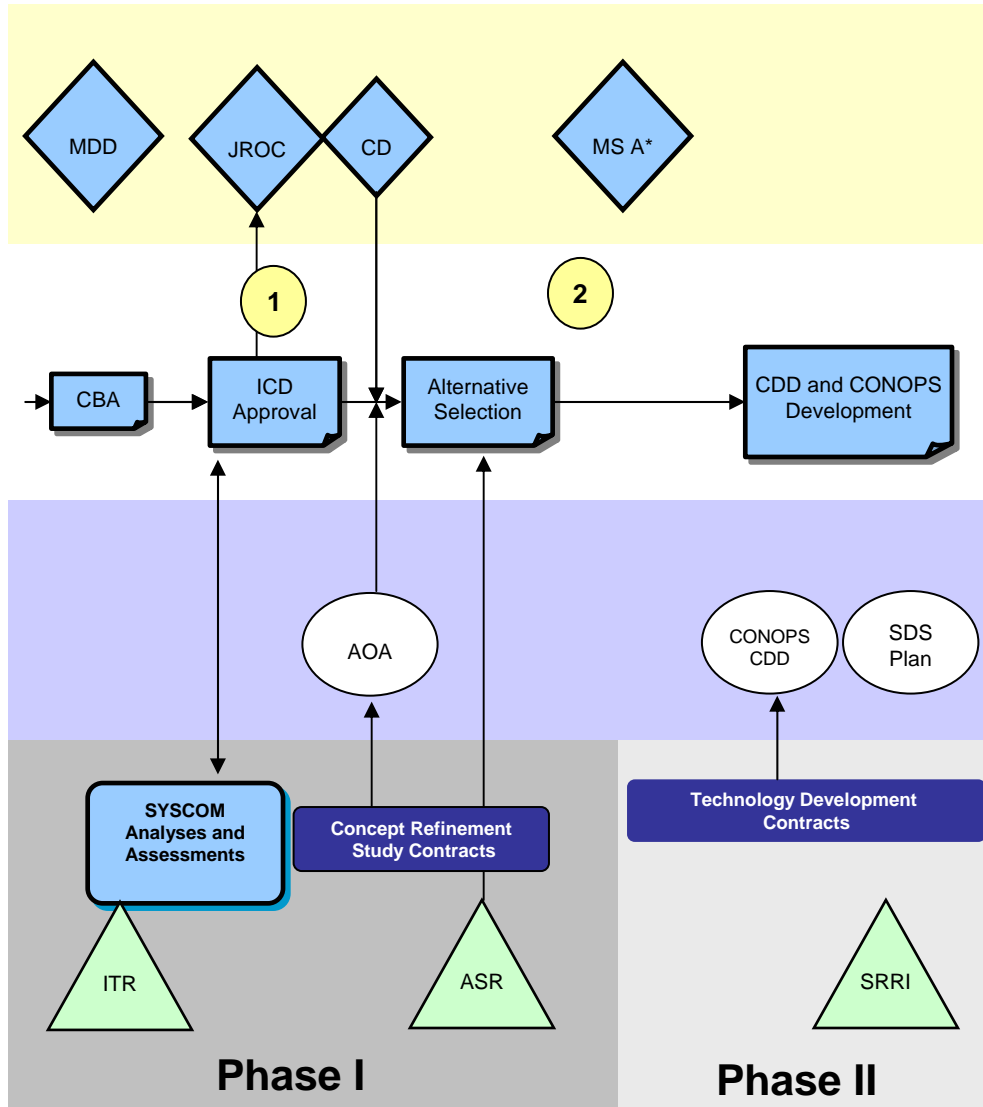 MDD
JROC
CD
MS A*
1
2
CBA
ICD
Approval
Alternative
Selection
CDD and CONOPS
Development
AOA
CONOPS
CDD
SDS
Plan
SYSCOM
Analyses and
Assessments
Concept Refinement
Study Contracts
Technology Development
Contracts
ITR
ASR
SRRI
Phase I
Phase II